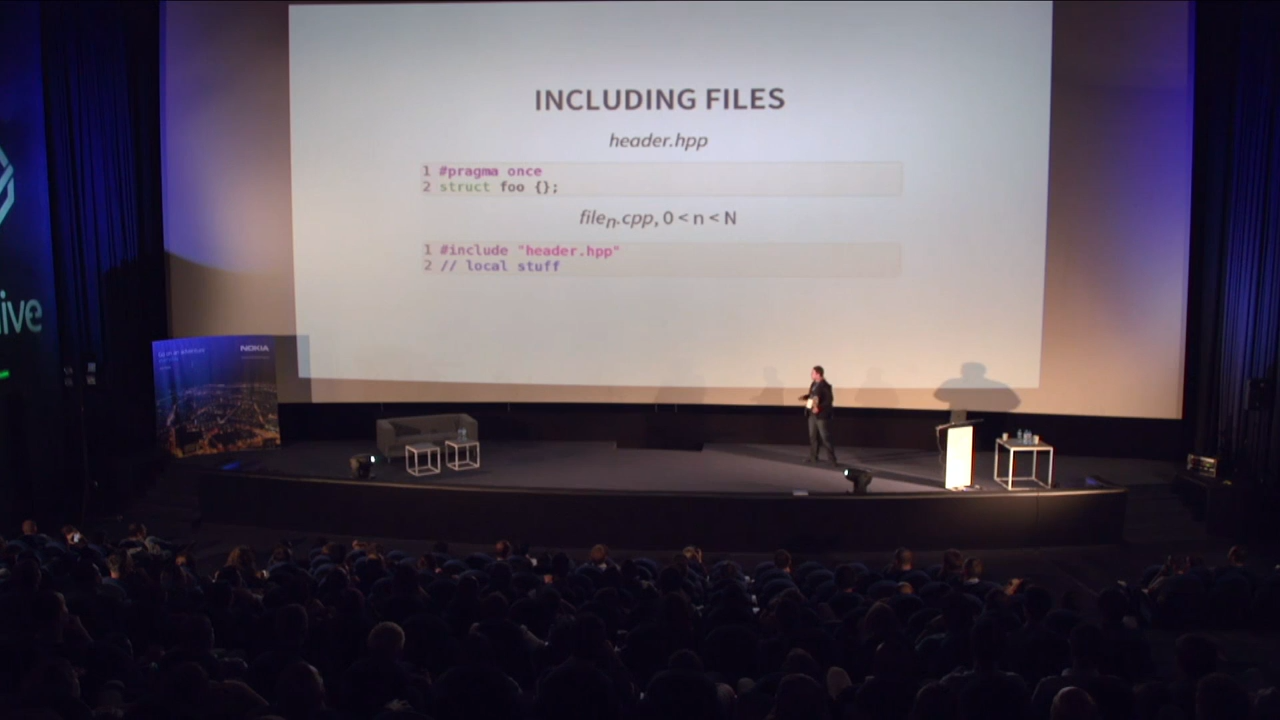 INCLUDING FILES
header.hpp
1 #pragma once
2 struct foo {};
fileₙ.cpp, 0 < n < N
1 #include "header.hpp"
2 // local stuff
NOKIA
ive